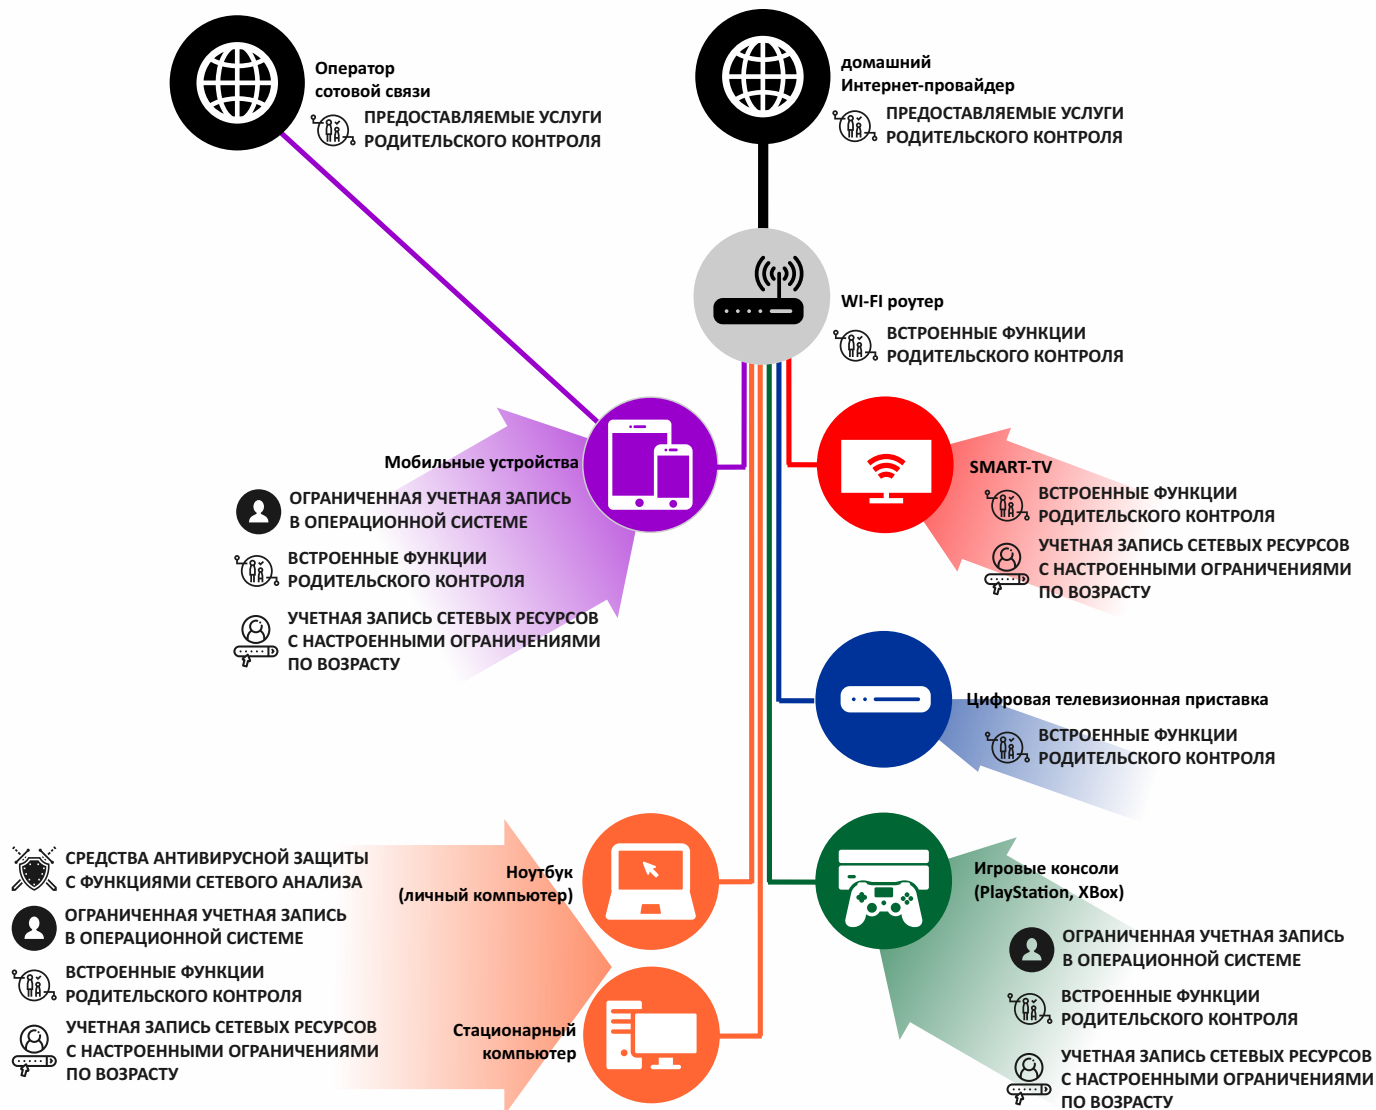 Оператор
сотовой связи
ПРЕДОСТАВЛЯЕМЫЕ УСЛУГИ
РОДИТЕЛЬСКОГО КОНТРОЛЯ
домашний
Интернет-провайдер
ПРЕДОСТАВЛЯЕМЫЕ УСЛУГИ
РОДИТЕЛЬСКОГО КОНТРОЛЯ
WI-FI роутер
ВСТРОЕННЫЕ ФУНКЦИИ
РОДИТЕЛЬСКОГО КОНТРОЛЯ
Мобильные устройства
ОГРАНИЧЕННАЯ УЧЕТНАЯ ЗАПИСЬ
В ОПЕРАЦИОННОЙ СИСТЕМЕ
ВСТРОЕННЫЕ ФУНКЦИИ
РОДИТЕЛЬСКОГО КОНТРОЛЯ
УЧЕТНАЯ ЗАПИСЬ СЕТЕВЫХ РЕСУРСОВ
С НАСТРОЕННЫМИ ОГРАНИЧЕНИЯМИ
ПО ВОЗРАСТУ
SMART-TV
ВСТРОЕННЫЕ ФУНКЦИИ
РОДИТЕЛЬСКОГО КОНТРОЛЯ
УЧЕТНАЯ ЗАПИСЬ СЕТЕВЫХ РЕСУРСОВ
С НАСТРОЕННЫМИ ОГРАНИЧЕНИЯМИ
ПО ВОЗРАСТУ
Цифровая телевизионная приставка
ВСТРОЕННЫЕ ФУНКЦИИ
РОДИТЕЛЬСКОГО КОНТРОЛЯ
СРЕДСТВА АНТИВИРУСНОЙ ЗАЩИТЫ
С ФУНКЦИЯМИ СЕТЕВОГО АНАЛИЗА
ОГРАНИЧЕННАЯ УЧЕТНАЯ ЗАПИСЬ
В ОПЕРАЦИОННОЙ СИСТЕМЕ
ВСТРОЕННЫЕ ФУНКЦИИ
РОДИТЕЛЬСКОГО КОНТРОЛЯ
УЧЕТНАЯ ЗАПИСЬ СЕТЕВЫХ РЕСУРСОВ
С НАСТРОЕННЫМИ ОГРАНИЧЕНИЯМИ
ПО ВОЗРАСТУ
Ноутбук
(личный компьютер)
Стационарный
компьютер
Игровые консоли
(PlayStation, XBox)
ОГРАНИЧЕННАЯ УЧЕТНАЯ ЗАПИСЬ
В ОПЕРАЦИОННОЙ СИСТЕМЕ
ВСТРОЕННЫЕ ФУНКЦИИ
РОДИТЕЛЬСКОГО КОНТРОЛЯ
УЧЕТНАЯ ЗАПИСЬ СЕТЕВЫХ РЕСУРСОВ
С НАСТРОЕННЫМИ ОГРАНИЧЕНИЯМИ
ПО ВОЗРАСТУ